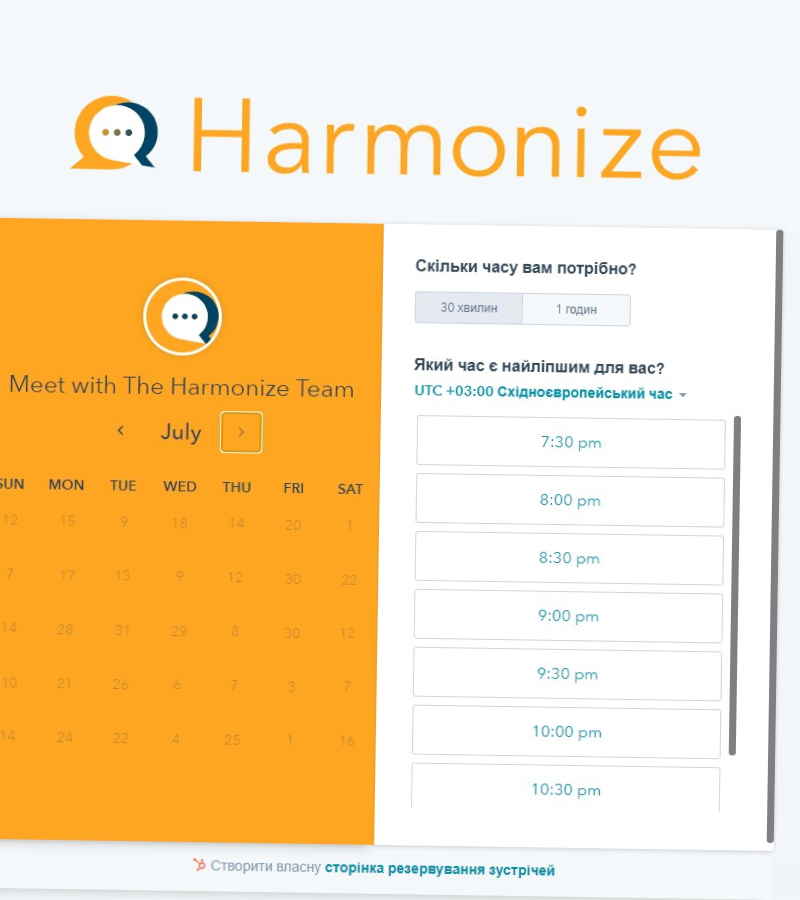 Harmonize
Meet with The Harmonize Team
July
SUN MON TUE WED THU FRI SAT
12 15 9 18 14 20 1
7 17 13 9 12 30 22
14 28 31 29 8 30 12
10 21 26 6 7 3 7
14 24 22 4 25 1 16
Скільки часу вам потрібно?
30 хвилин 1 годин
Який час є найліпшим для вас?
UTC +03:00 Східноєвропейський час
7:30 pm
8:00 pm
8:30 pm
9:00 pm
9:30 pm
10:00 pm
10:30 pm
Створити власну сторінка резервування зустрічей